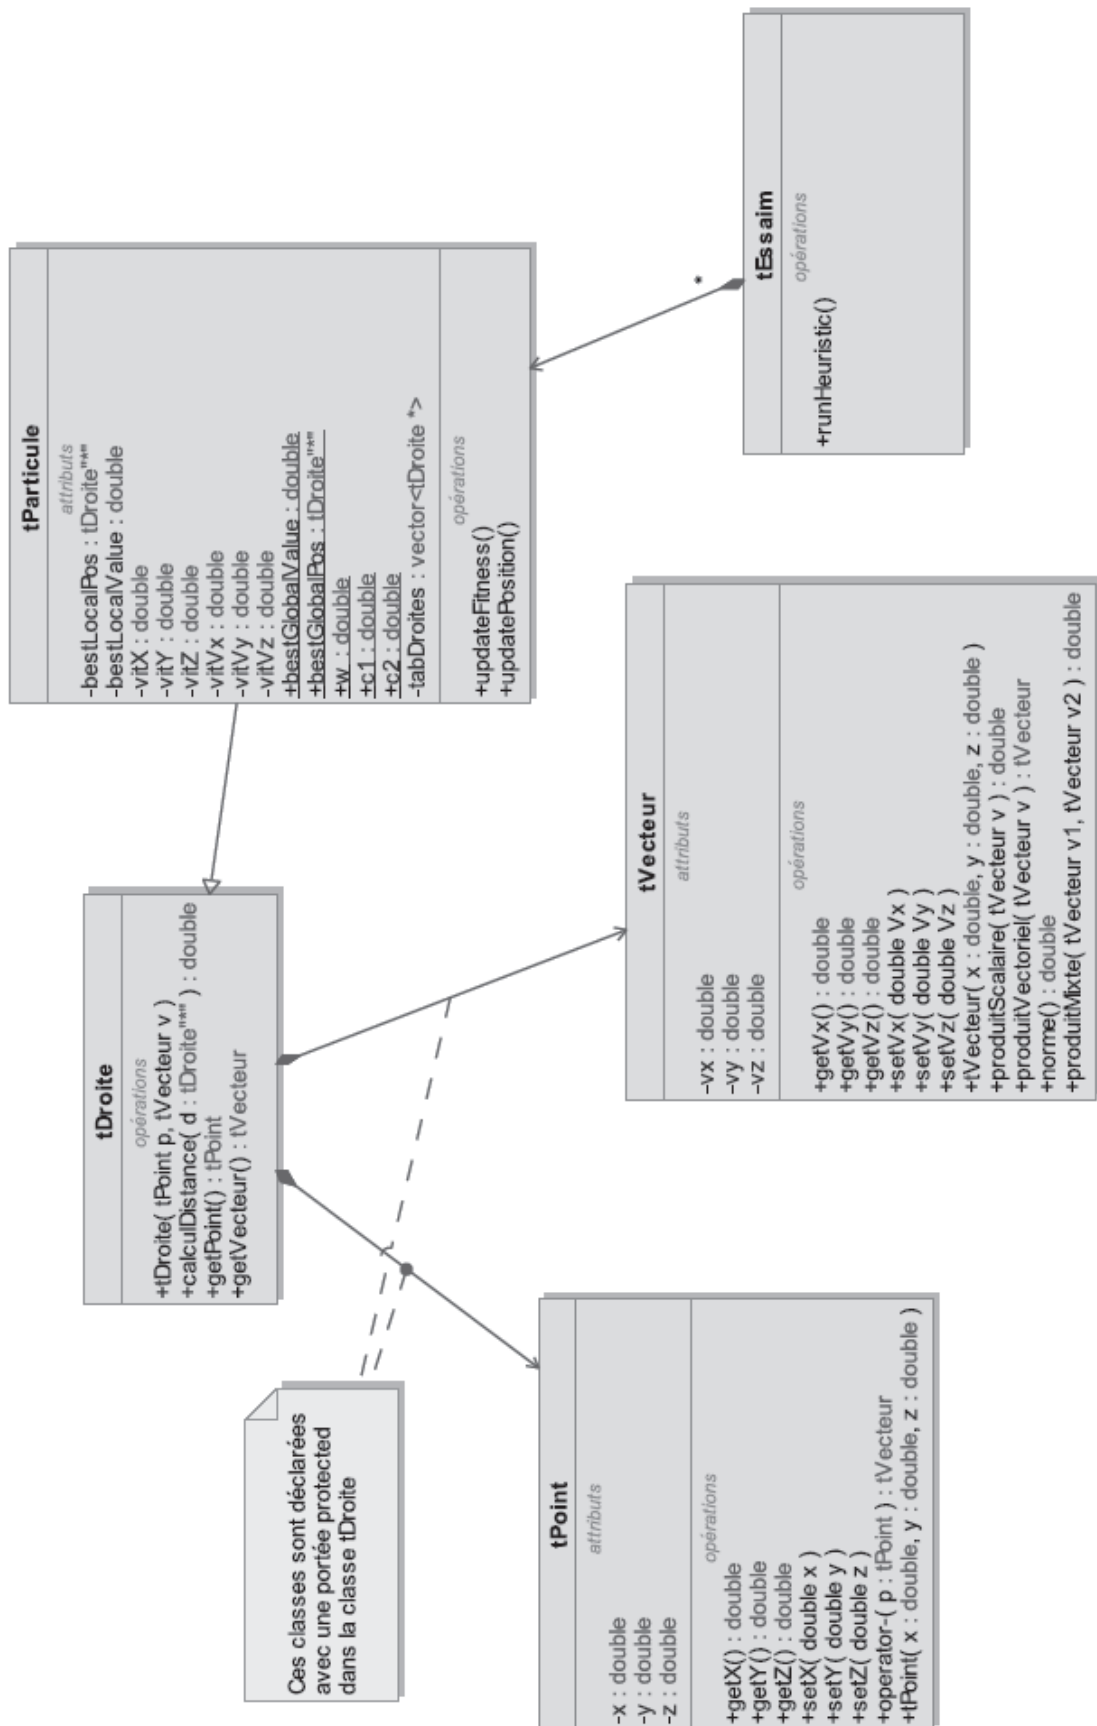 tParticule
attributs
-bestLocalPos : tDroite"*"
-bestLocalValue : double
-vitX : double
-vitY : double
-vitZ : double
-vitVx : double
-vitVy : double
-vitVz : double
+bestGlobalValue : double
+bestGlobalPos : tDroite"*"
+w : double
+c1 : double
+c2 : double
-tabDroites : vector<tDroite *>
opérations
+updateFitness()
+updatePosition()
*
tEssaim
opérations
+runHeuristic()
tDroite
opérations
+tDroite( tPoint p, tVecteur v )
+calculDistance( d : tDroite"*" ) : double
+getPoint() : tPoint
+getVecteur() : tVecteur
tVecteur
attributs
-vx : double
-vy : double
-vz : double
opérations
+getVx() : double
+getVy() : double
+getVz() : double
+setVx( double Vx )
+setVy( double Vy )
+setVz( double Vz )
+tVecteur( x : double, y : double, z : double )
+produitScalaire( tVecteur v ) : double
+produitVectoriel( tVecteur v ) : tVecteur
+norme() : double
+produitMixte( tVecteur v1, tVecteur v2 ) : double
Ces classes sont déclarées
avec une portée protected
dans la classe tDroite
tPoint
attributs
-x : double
-y : double
-z : double
opérations
+getX() : double
+getY() : double
+getZ() : double
+setX( double x )
+setY( double y )
+setZ( double z )
+operator-( p : tPoint ) : tVecteur
+tPoint( x : double, y : double, z : double )